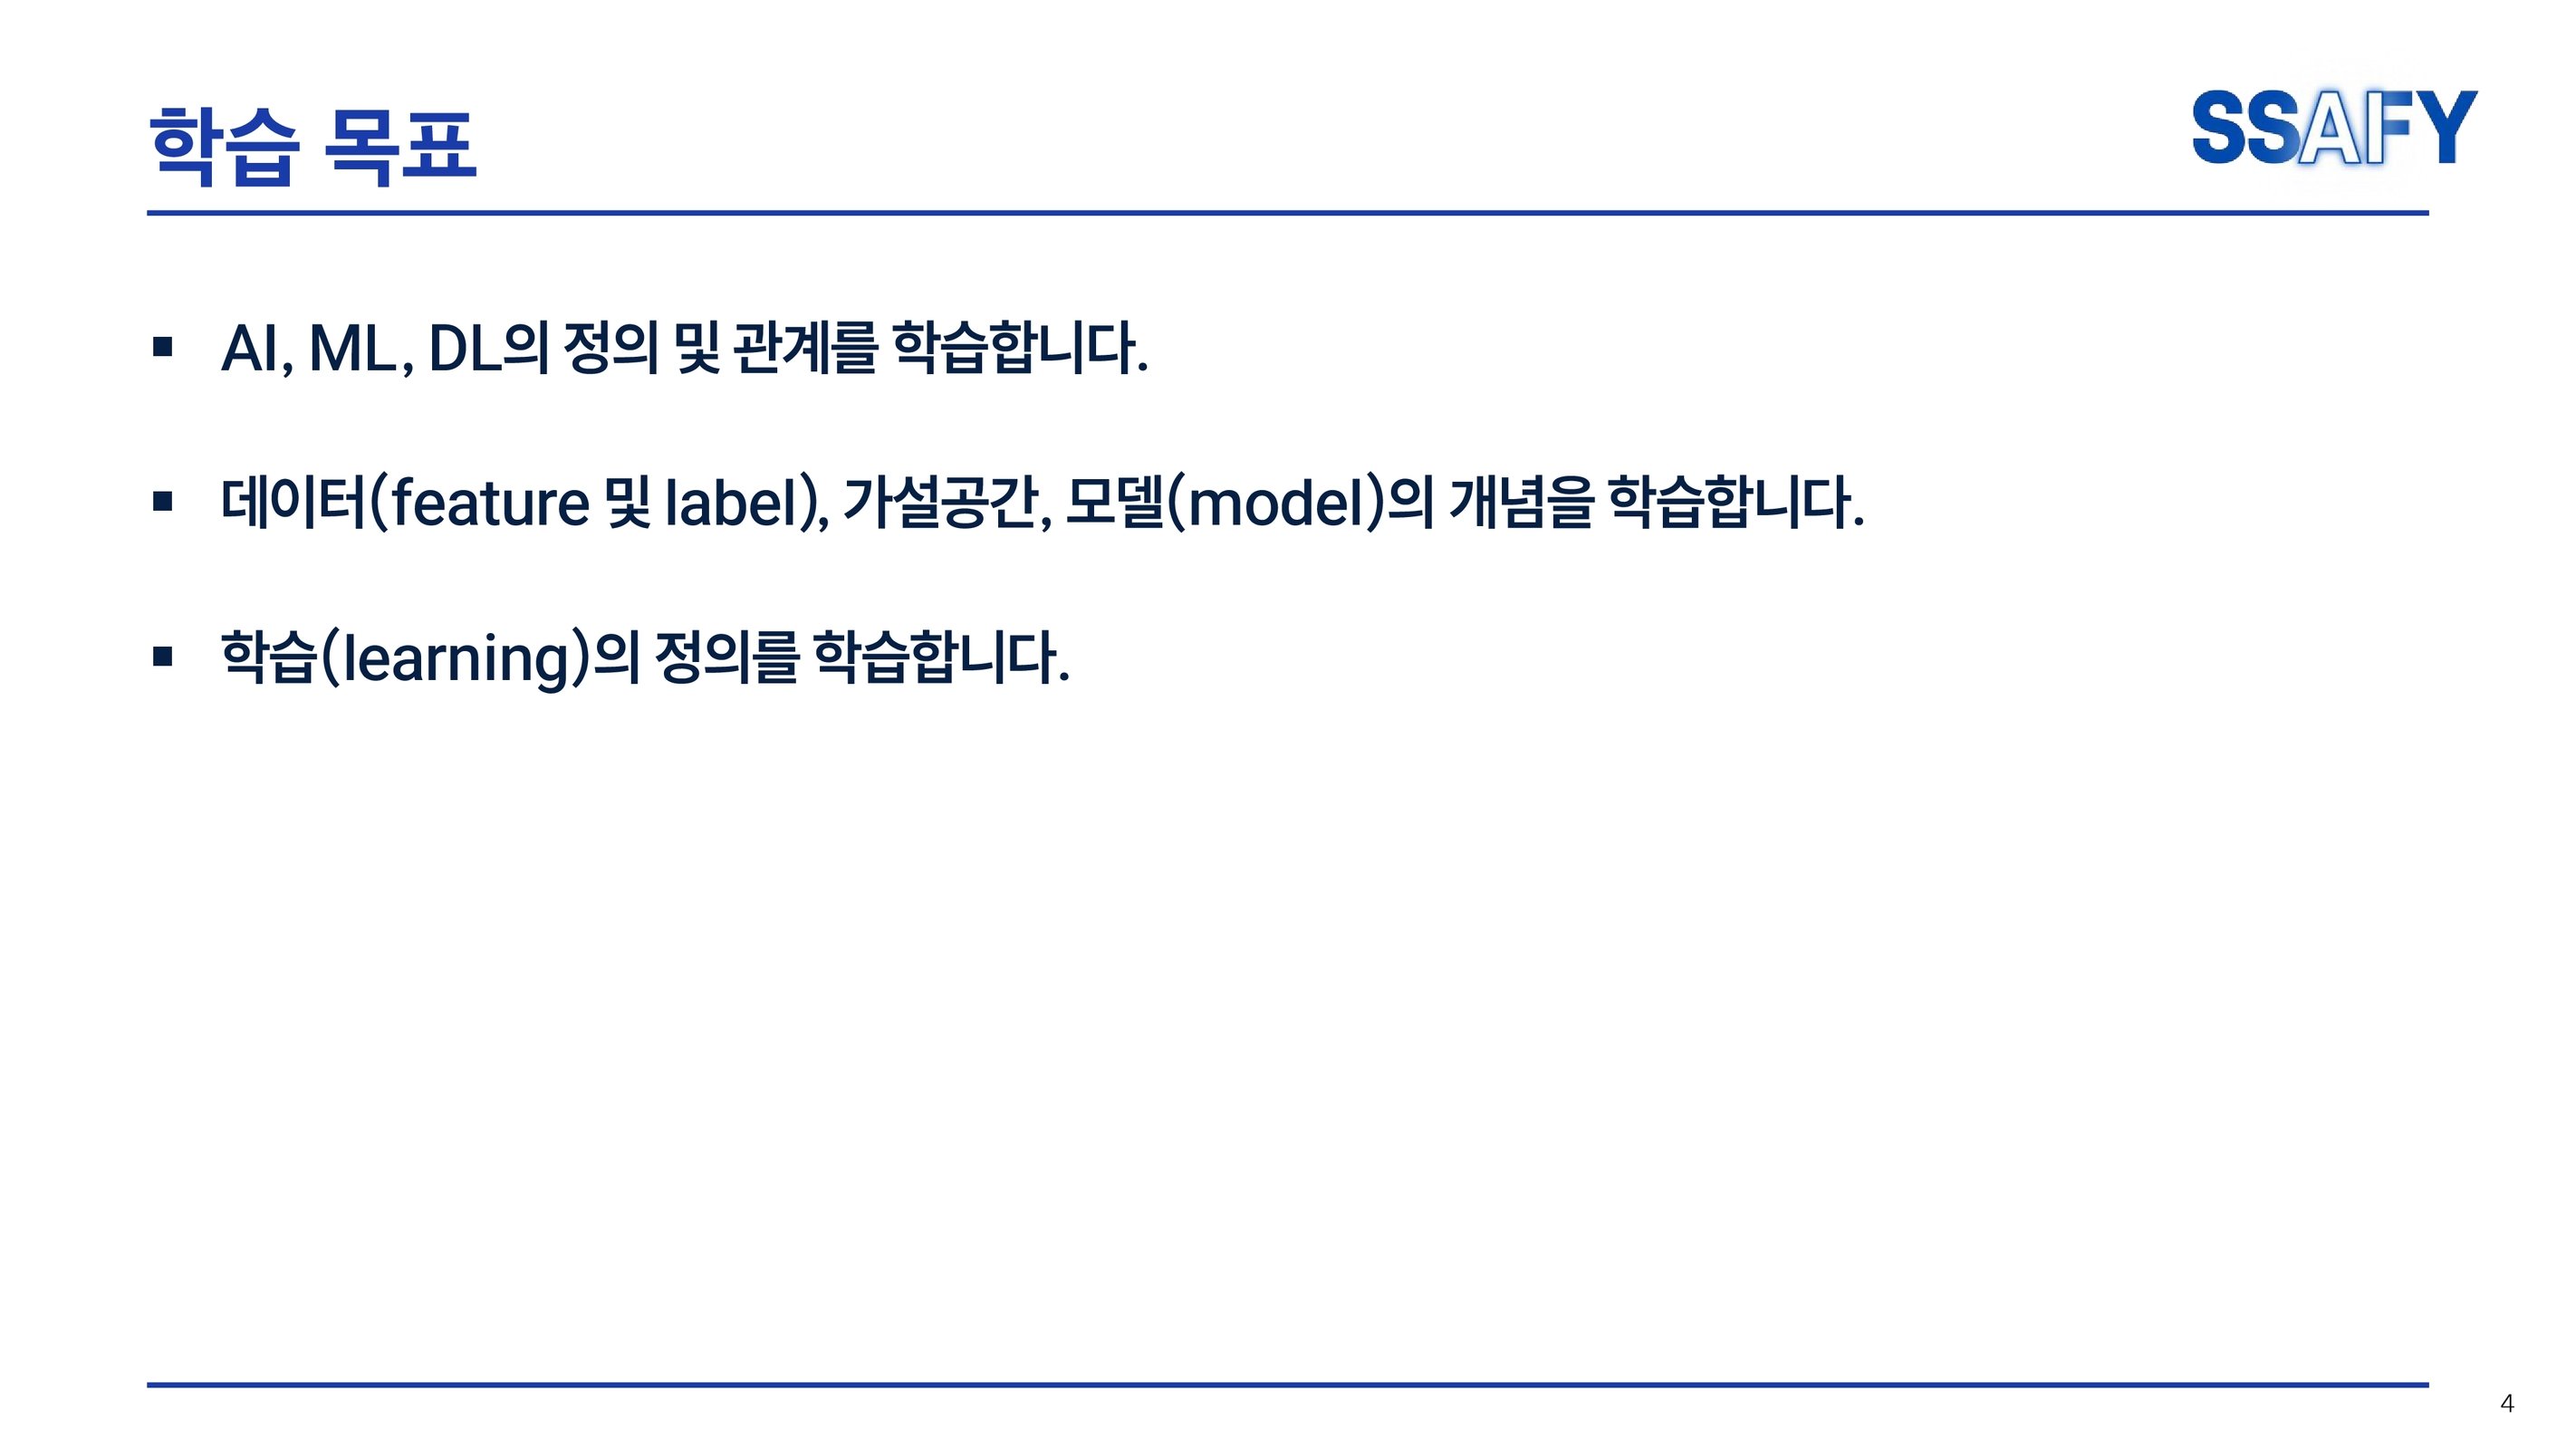 학습 목표
SSAFY
▪ AI, ML, DL의 정의 및 관계를 학습합니다.
▪ 데이터(feature 및 label), 가설공간, 모델(model)의 개념을 학습합니다.
▪ 학습(learning)의 정의를 학습합니다.
4